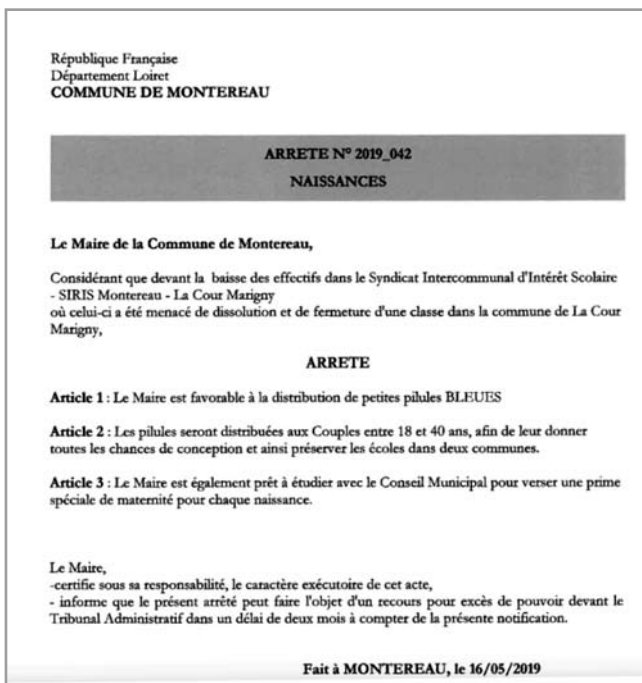 République Française
Département Loiret
COMMUNE DE MONTEREAU
ARRETE N° 2019_042
NAISSANCES
Le Maire de la Commune de Montereau,
Considérant que devant la baisse des effectifs dans le Syndicat Intercommunal d'Intérêt Scolaire
- SIRIS Montereau - La Cour Marigny
où celui-ci a été menacé de dissolution et de fermeture d'une classe dans la commune de La Cour
Marigny,
ARRETE
Article 1 : Le Maire est favorable à la distribution de petites pilules BLEUES
Article 2 : Les pilules seront distribuées aux Couples entre 18 et 40 ans, afin de leur donner
toutes les chances de conception et ainsi préserver les écoles dans deux communes.
Article 3 : Le Maire est également prêt à étudier avec le Conseil Municipal pour verser une prime
spéciale de maternité pour chaque naissance.
Le Maire,
-certifie sous sa responsabilité, le caractère exécutoire de cet acte,
- informe que le présent arrêté peut faire l'objet d'un recours pour excès de pouvoir devant le
Tribunal Administratif dans un délai de deux mois à compter de la présente notification.
Fait à MONTEREAU, le 16/05/2019